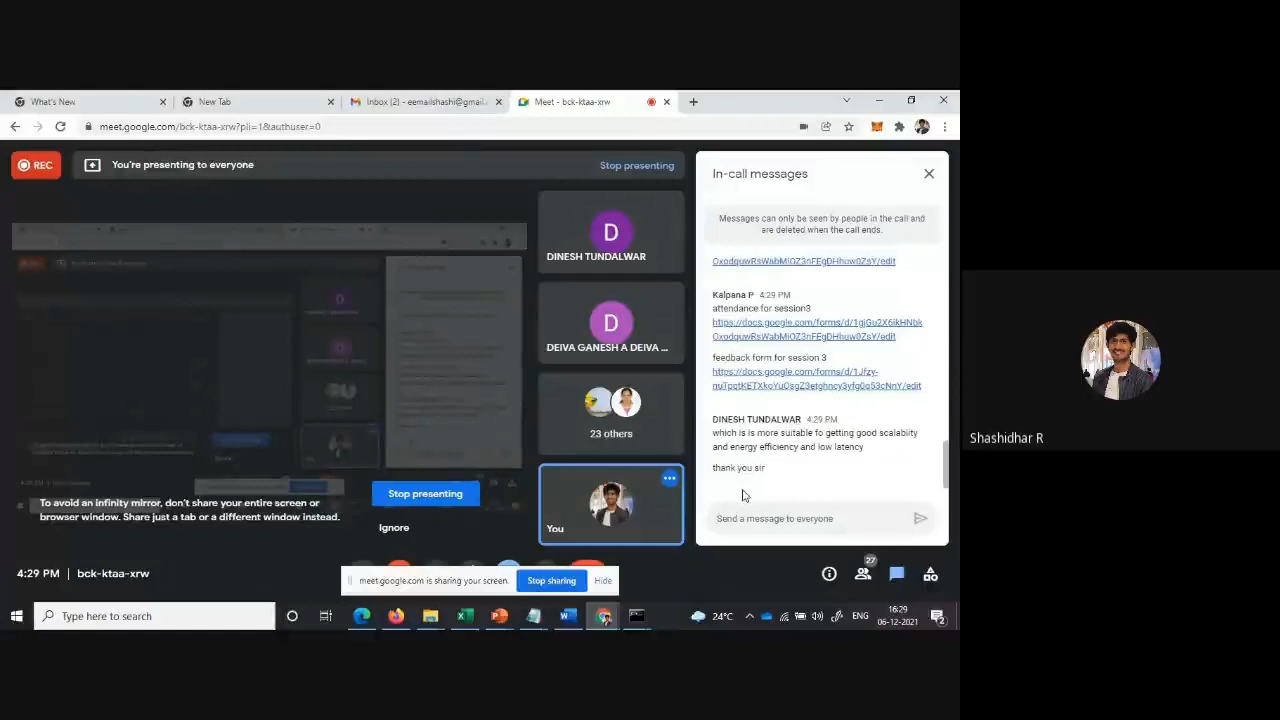 What's New
New Tab
Inbox (2) - eemailshashi@gmail.
Meet - bck-ktaa-xrw
meet.google.com/bck-ktaa-xrw?pli=1&authuser=0
REC
You're presenting to everyone
Stop presenting
In-call messages
Messages can only be seen by people in the call and
are deleted when the call ends.
D
DINESH TUNDALWAR
OxodquwRsWabMiOZ3nFEgDHhuw0ZsY/edit
Kalpana P 4:29 PM
attendance for session3
https://docs.google.com/forms/d/1gjGu2X6ikHNbk
OxodquwRsWabMiOZ3nFEgDHhuw0ZsY/edit
D
DEIVA GANESH A DEIVA ...
feedback form for session 3
https://docs.google.com/forms/d/1Jfzy-
nuTpqtKETXkoYuOsgZ3etghncy3yfg0q53cNnY/edit
23 others
DINESH TUNDALWAR 4:29 PM
which is is more suitable fo getting good scalabiity
and energy efficiency and low latency
thank you sir
To avoid an infinity mirror, don't share your entire screen or
browser window. Share just a tab or a different window instead.
Stop presenting
Ignore
You
Send a message to everyone
4:29 PM | bck-ktaa-xrw
meet.google.com is sharing your screen.
Stop sharing
Hide
27
Type here to search
24°C
ENG
16:29
06-12-2021
2
Shashidhar R